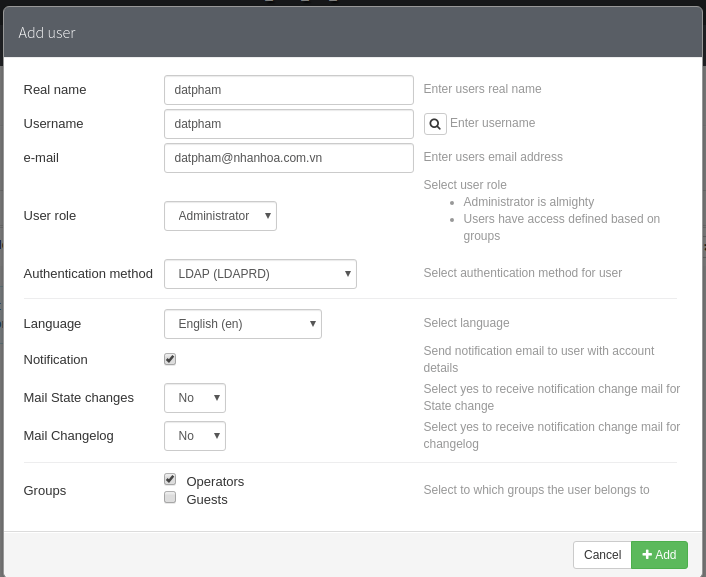 Add user
Real name datpham Enter users real name
Username datpham Enter username
e-mail datpham@nhanhoa.com.vn Enter users email address
Select user role
Administrator is almighty
User role Administrator Users have access defined based on
groups
Authentication method LDAP (LDAPRD) Select authentication method for user
Language English (en) Select language
Notification Send notification email to user with account
details
Mail State changes No Select yes to receive notification change mail for
State change
Mail Changelog No Select yes to receive notification change mail for
changelog
Operators
Groups Select to which groups the user belongs to
Guests
Cancel Add